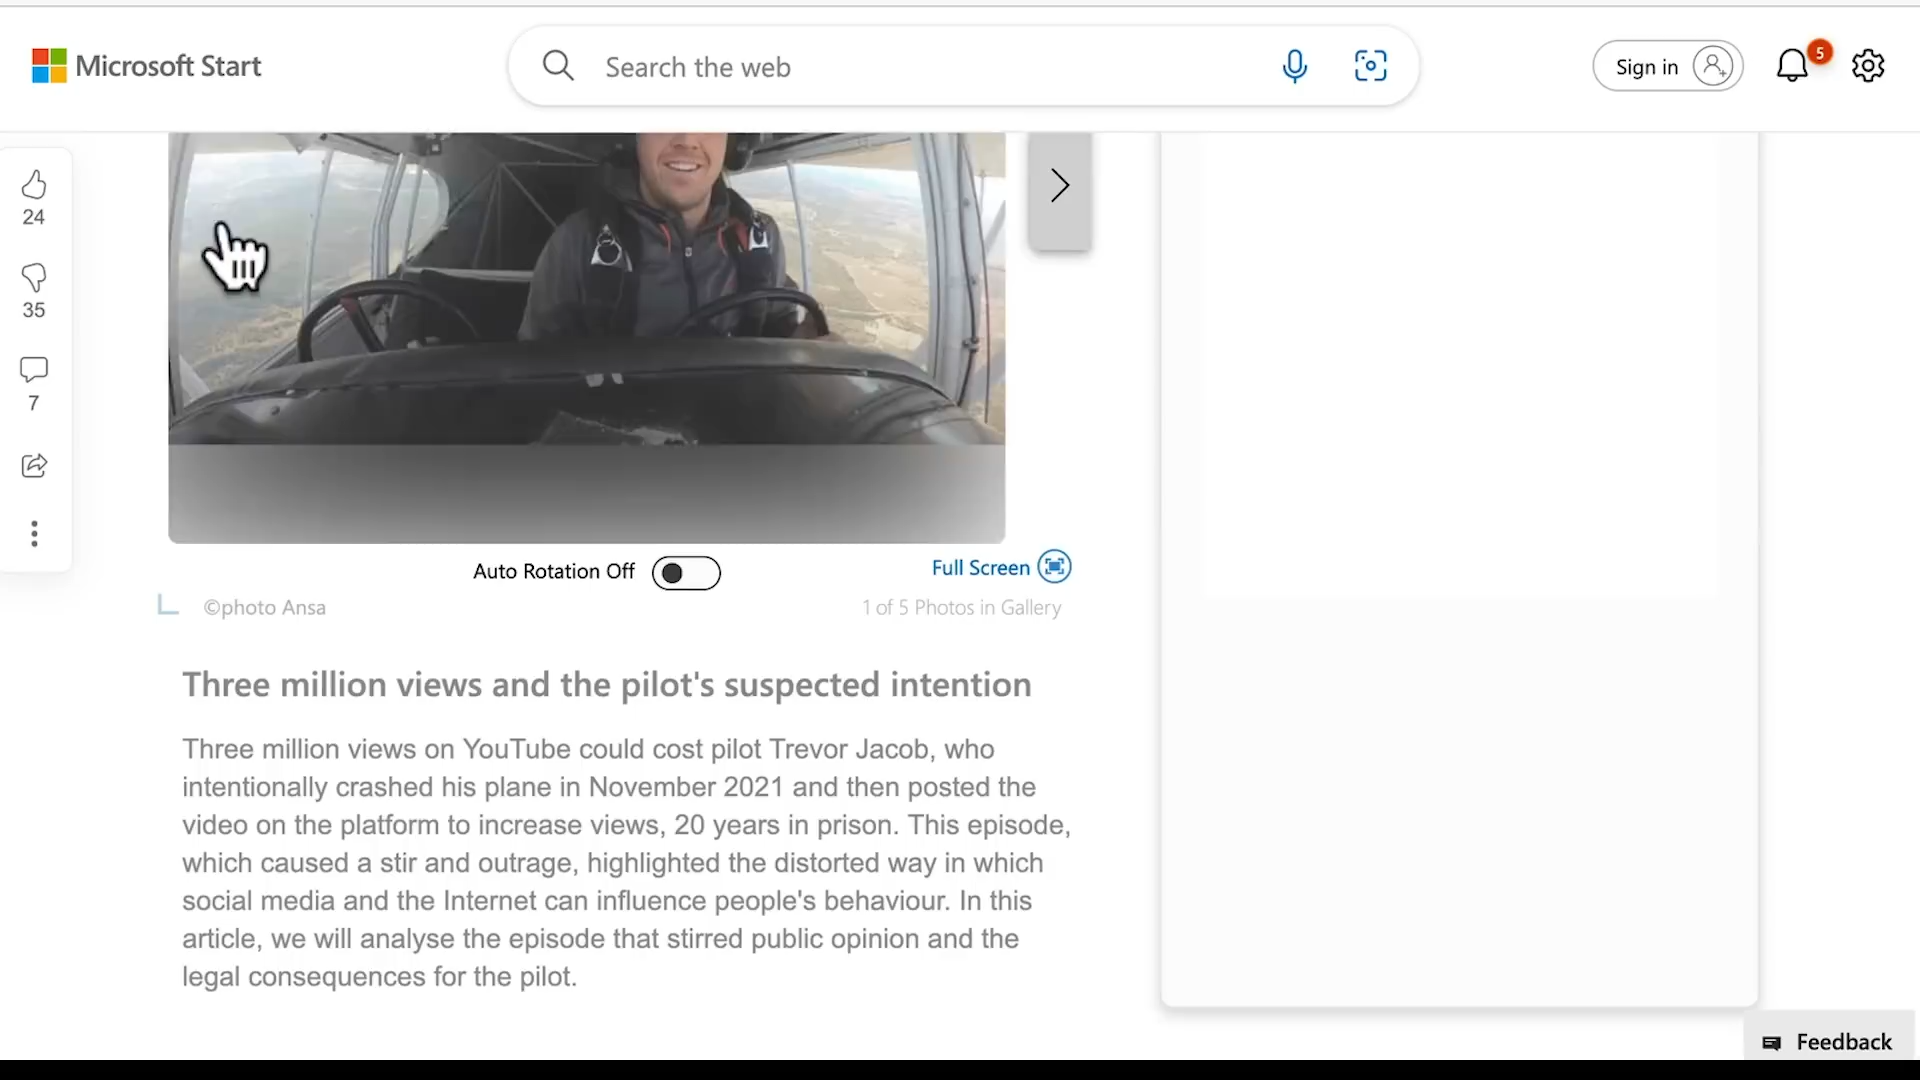 Microsoft Start
Search the web
Sign in
5
24
35
7
Auto Rotation Off
Full Screen
©photo Ansa
1 of 5 Photos in Gallery
Three million views and the pilot's suspected intention
Three million views on YouTube could cost pilot Trevor Jacob, who
intentionally crashed his plane in November 2021 and then posted the
video on the platform to increase views, 20 years in prison. This episode,
which caused a stir and outrage, highlighted the distorted way in which
social media and the Internet can influence people's behaviour. In this
article, we will analyse the episode that stirred public opinion and the
legal consequences for the pilot.
Feedback